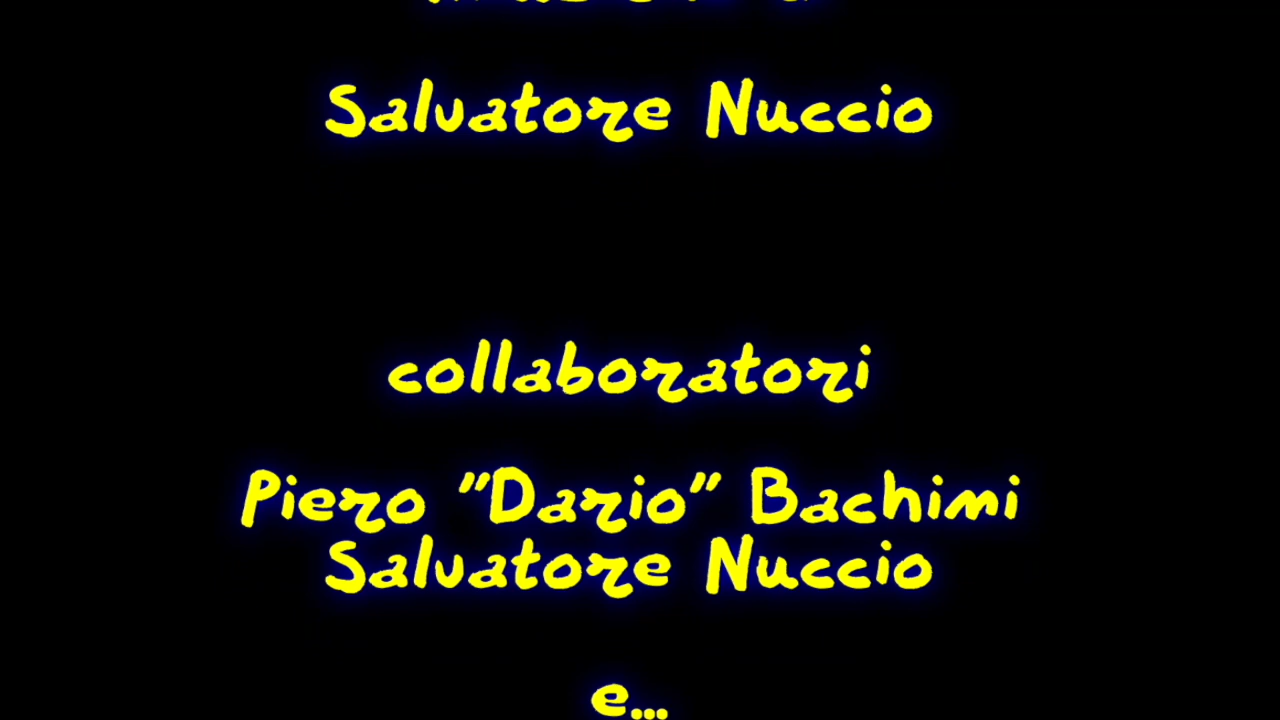 Salvatore Nuccio
collaboratori
Piero "Dario" Bachimi
Salvatore Nuccio
e...